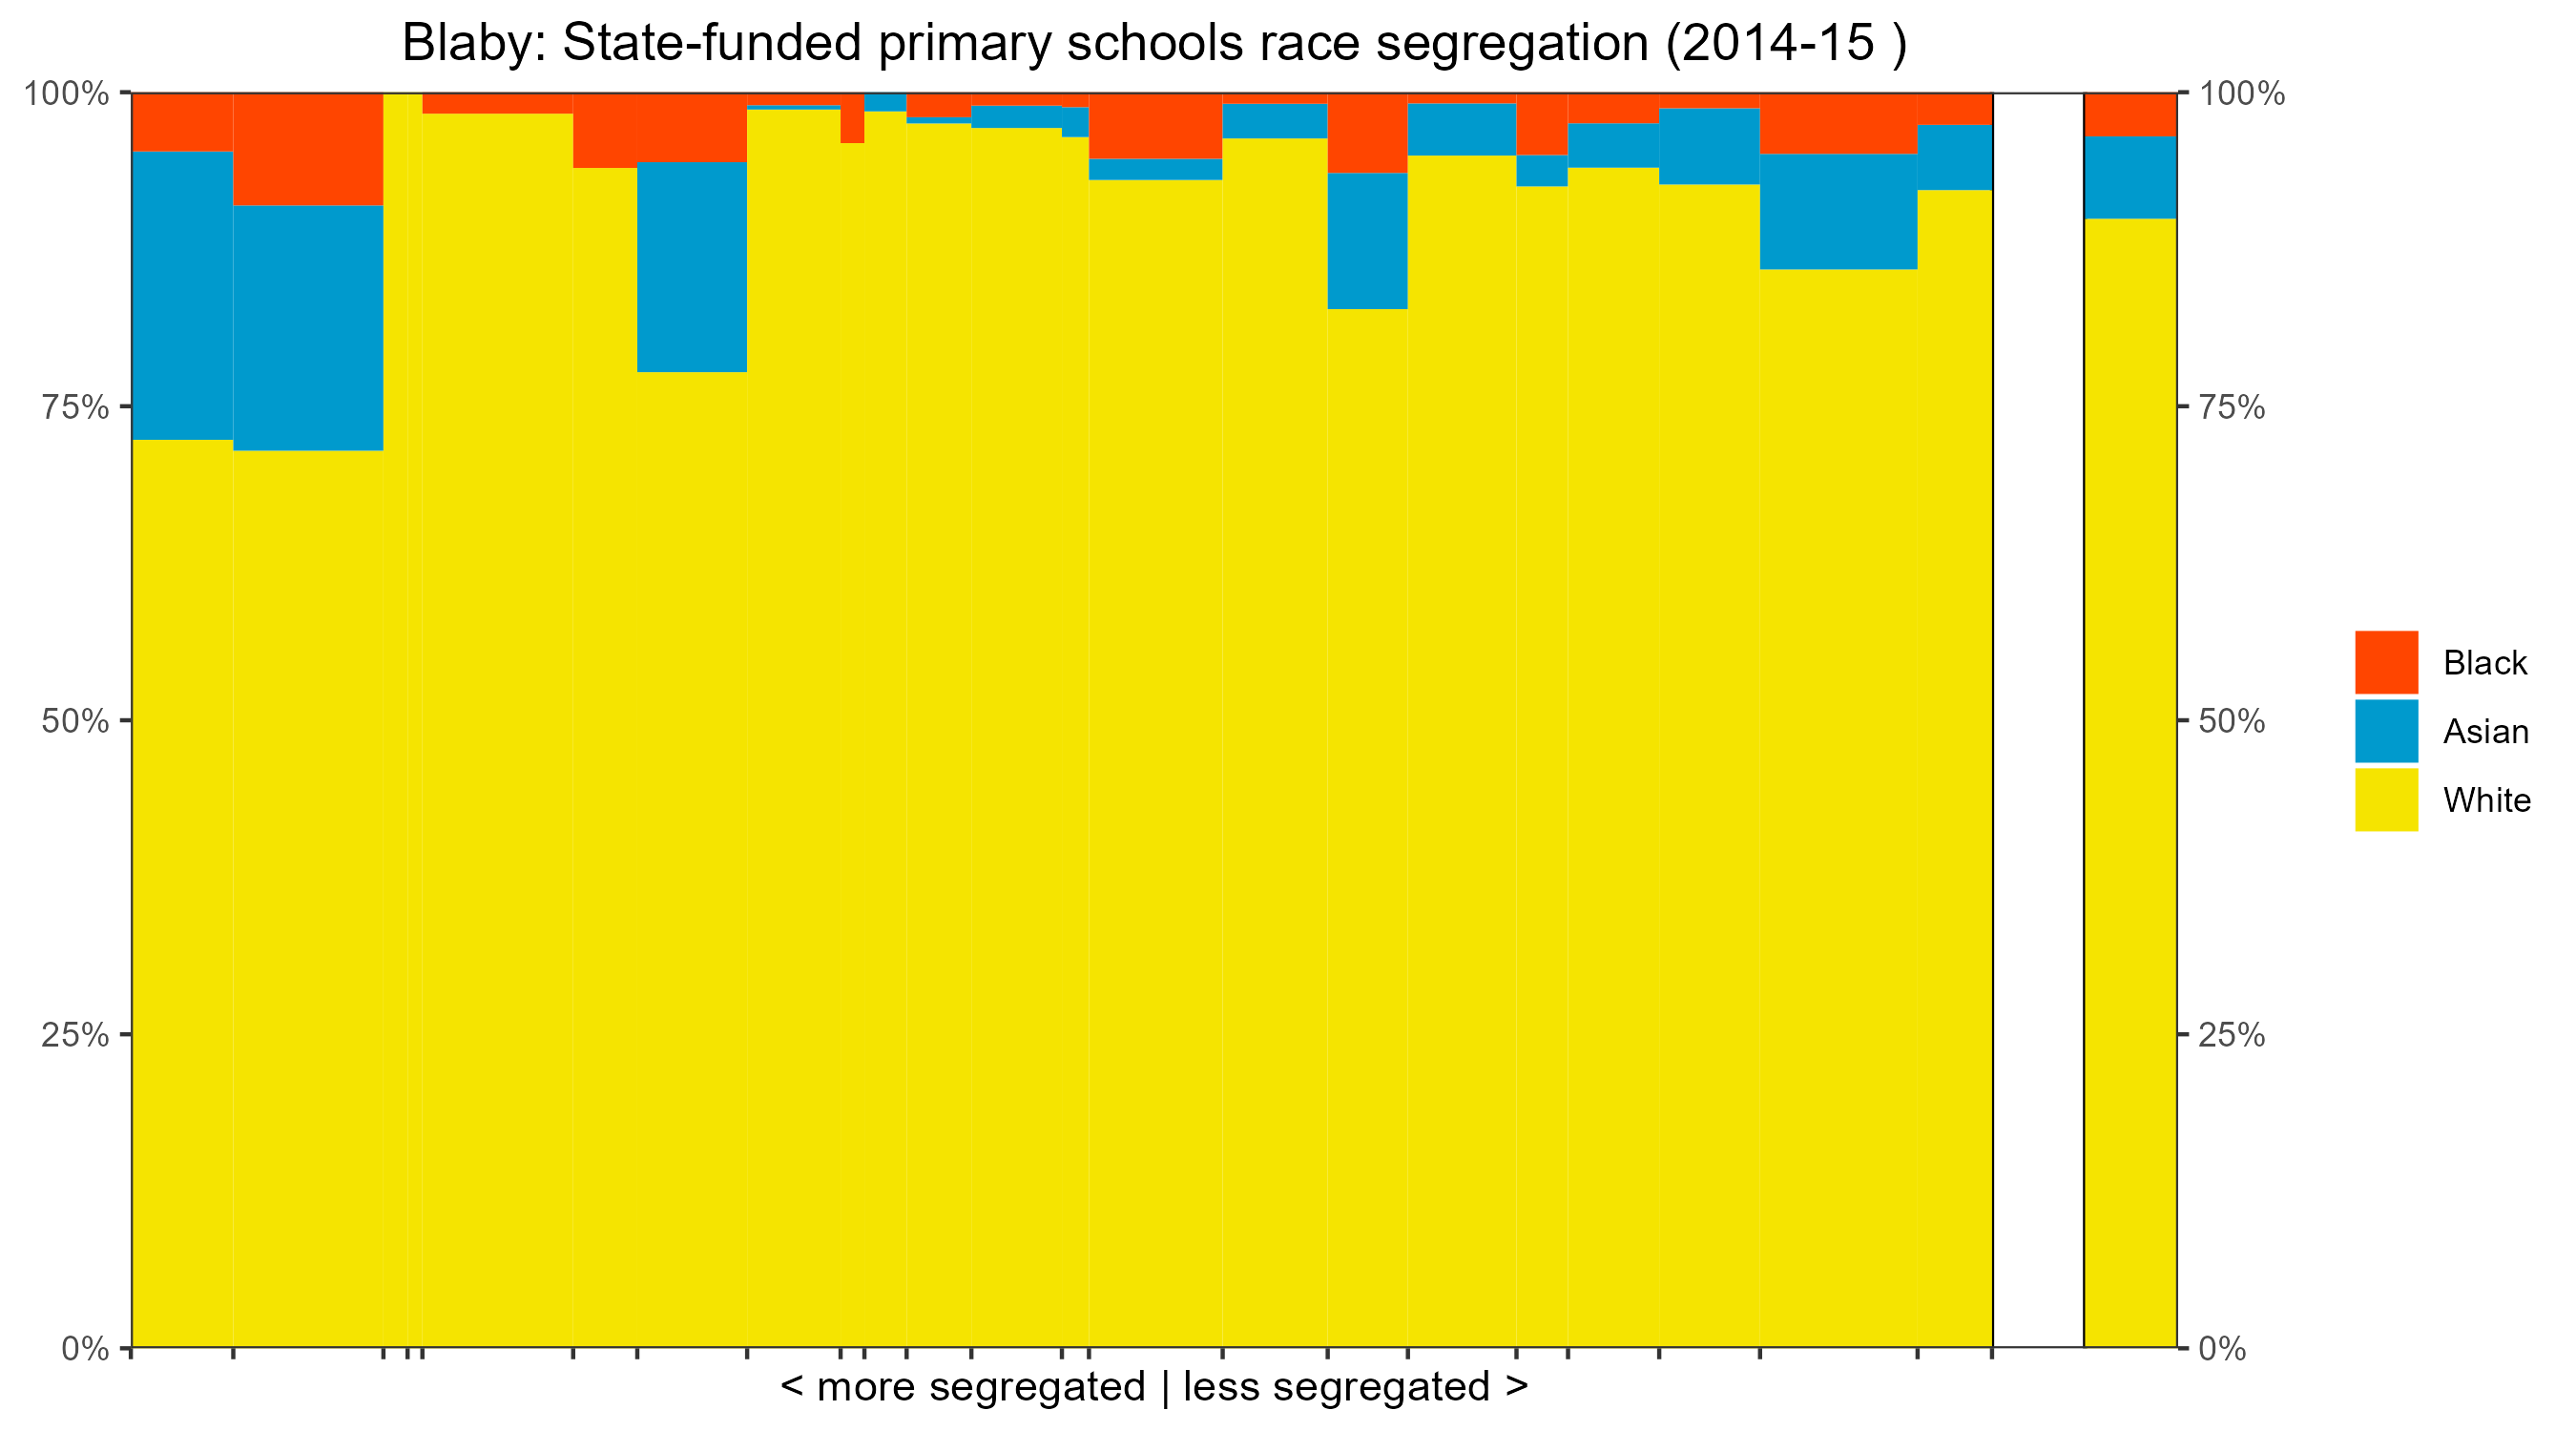 Blaby: State-funded primary schools race segregation (2014-15 )
100%
75%
50%
25%
0%
100%
75%
50%
25%
0%
Black
Asian
White
< more segregated | less segregated >